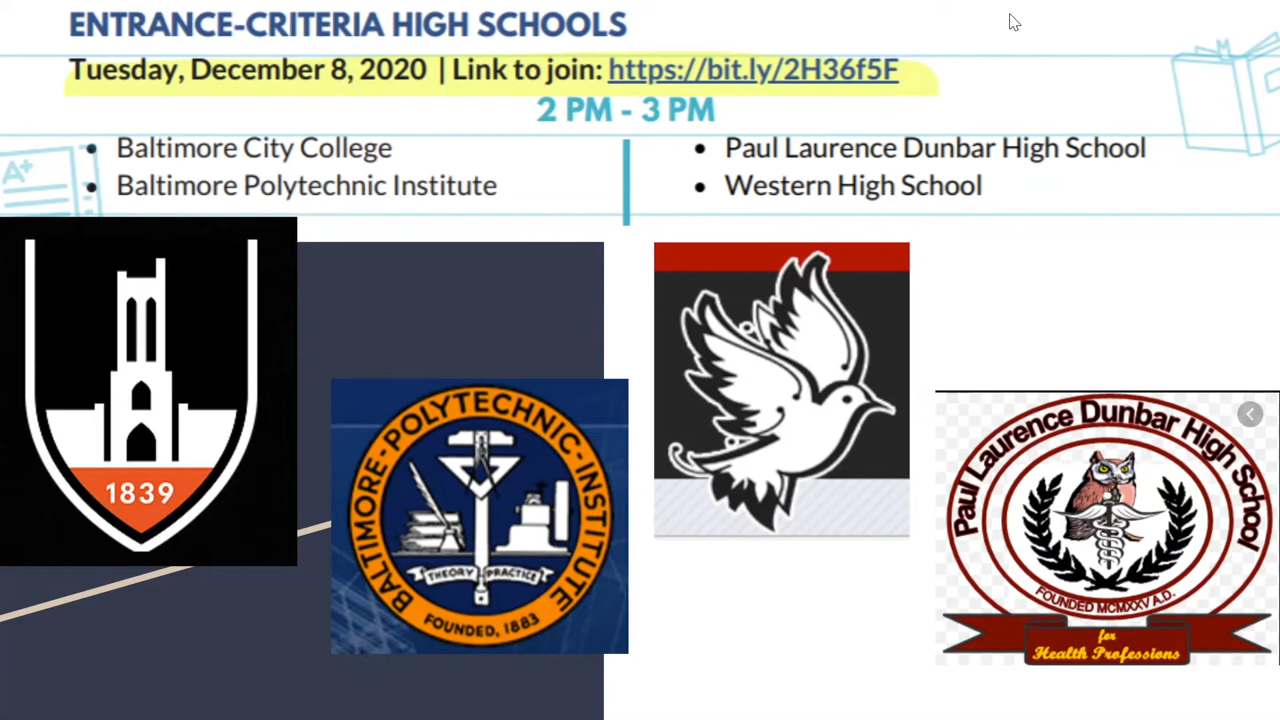 ENTRANCE-CRITERIA HIGH SCHOOLS
Tuesday, December 8, 2020 | Link to join: https://bit.ly/2H36f5F
2 PM - 3 PM
• Baltimore City College
• Baltimore Polytechnic Institute
• Paul Laurence Dunbar High School
• Western High School
A+
1839
BALTIMORE-POLYTECHNIC-INSTITUTE
THEORY PRACTICE
FOUNDED, 1883
Paul Laurence Dunbar High School
FOUNDED MCMXXV A.D.
for
Health Professions